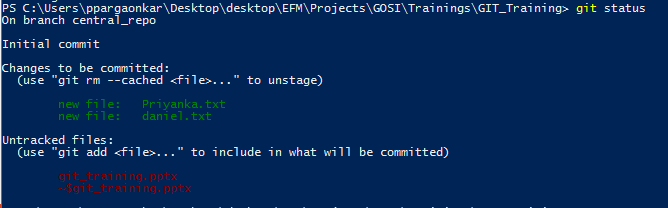 PS C:\Users\ppargaonkar\Desktop\desktop\EFM\Projects\GOSI\Trainings\GIT_Training> git status
On branch central_repo
Initial commit
Changes to be committed:
(use "git rm --cached <file>..." to unstage)
new file: Priyanka.txt
new file: daniel.txt
Untracked files:
(use "git add <file>..." to include in what will be committed)
git_training.pptx
~$git_training.pptx